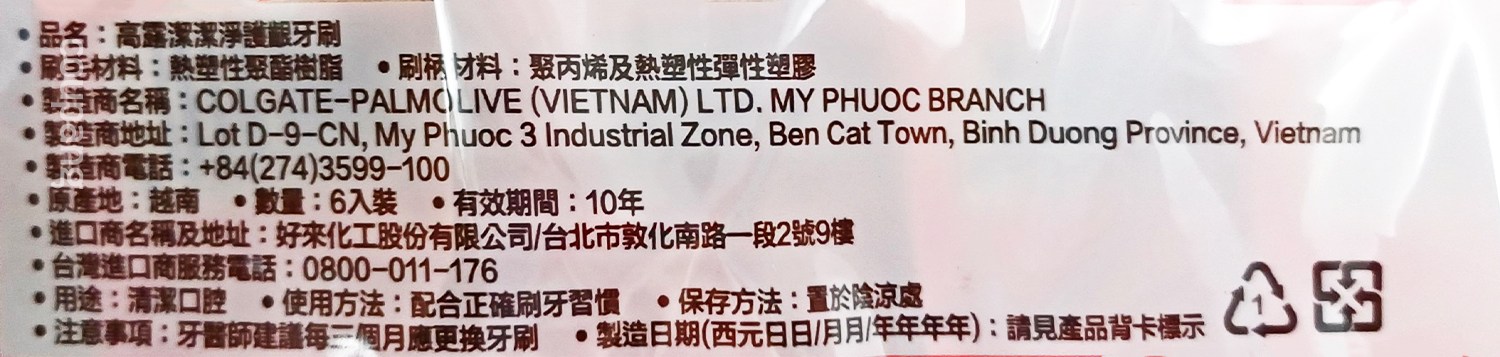 • 品名：高露潔潔淨護齦牙刷
• 刷毛材料：熱塑性聚酯樹脂 • 刷柄材料：聚丙烯及熱塑性彈性塑膠
• 製造商名稱：COLGATE-PALMOLIVE (VIETNAM) LTD. MY PHUOC BRANCH
• 製造商地址：Lot D-9-CN, My Phuoc 3 Industrial Zone, Ben Cat Town, Binh Duong Province, Vietnam
• 製造商電話：+84(274)3599-100
• 原產地：越南 • 數量：6入裝 • 有效期間：10年
• 進口商名稱及地址：好來化工股份有限公司/台北市敦化南路一段2號9樓
• 台灣進口商服務電話：0800-011-176
• 用途：清潔口腔 • 使用方法：配合正確刷牙習慣 • 保存方法：置於陰涼處
• 注意事項：牙醫師建議每三個月應更換牙刷 • 製造日期(西元日日/月月/年年年年)：請見產品背卡標示
1